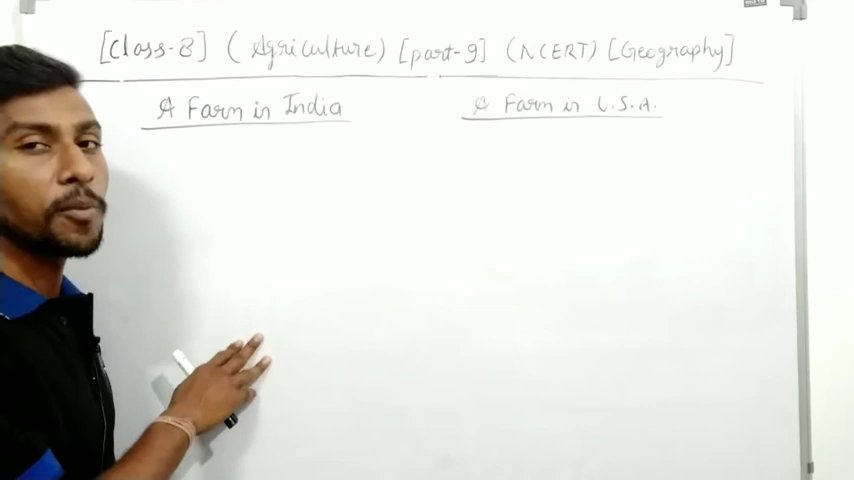 [Class-8] (Agriculture) [part-9] (NCERT) [Geography]
A Farm in India
A Farm in U.S.A.